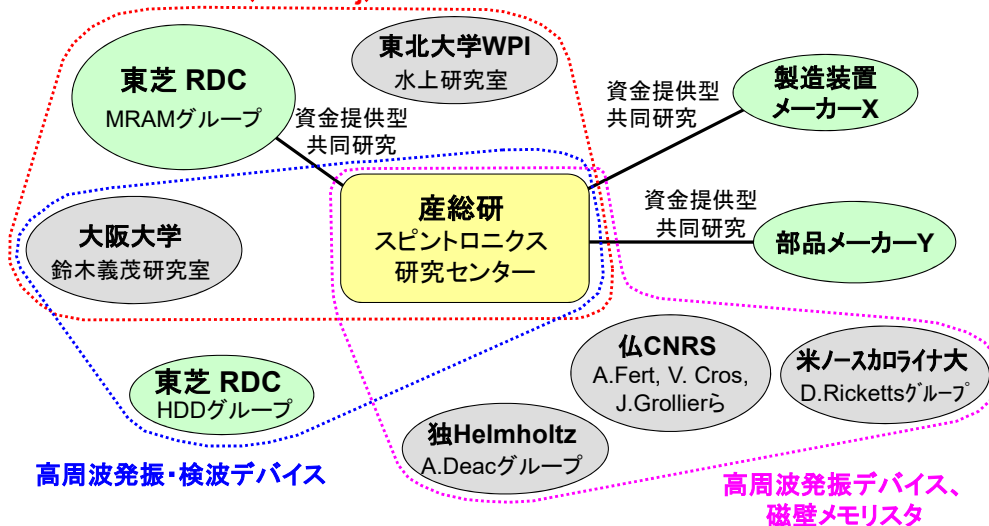 東北大学WPI
水上研究室
東芝 RDC
MRAMグループ
資金提供型
共同研究
資金提供型
共同研究
製造装置
メーカーX
産総研
スピントロニクス
研究センター
資金提供型
共同研究
部品メーカーY
大阪大学
鈴木義茂研究室
東芝 RDC
HDDグループ
仏CNRS
A.Fert, V. Cros,
J.Grollierら
米ノースカロライナ大
D.Rickettsグループ
独Helmholtz
A.Deacグループ
高周波発振・検波デバイス
高周波発振デバイス、
磁壁メモリスタ